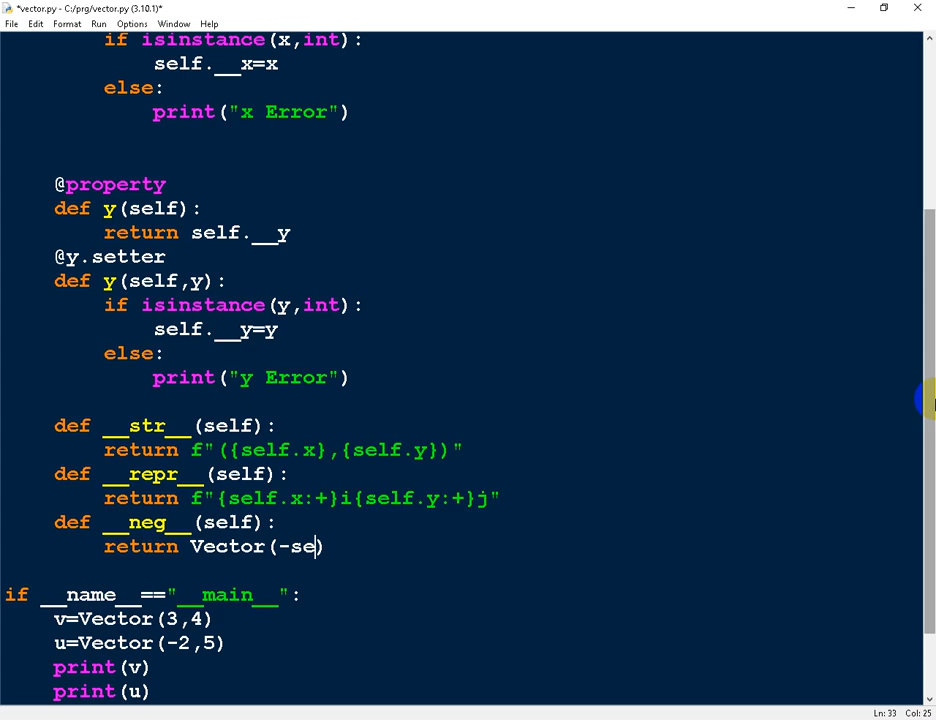 *vector.py - C:/prg/vector.py (3.10.1)*
File Edit Format Run Options Window Help
if isinstance(x,int):
self.__x=x
else:
print("x Error")
@property
def y(self):
return self.__y
@y.setter
def y(self,y):
if isinstance(y,int):
self.__y=y
else:
print("y Error")
def __str__(self):
return f"({self.x},{self.y})"
def __repr__(self):
return f"{self.x:+}i{self.y:+}j"
def __neg__(self):
return Vector(-se)
if __name__=="__main__":
v=Vector(3,4)
u=Vector(-2,5)
print(v)
print(u)
Ln: 33 Col: 25